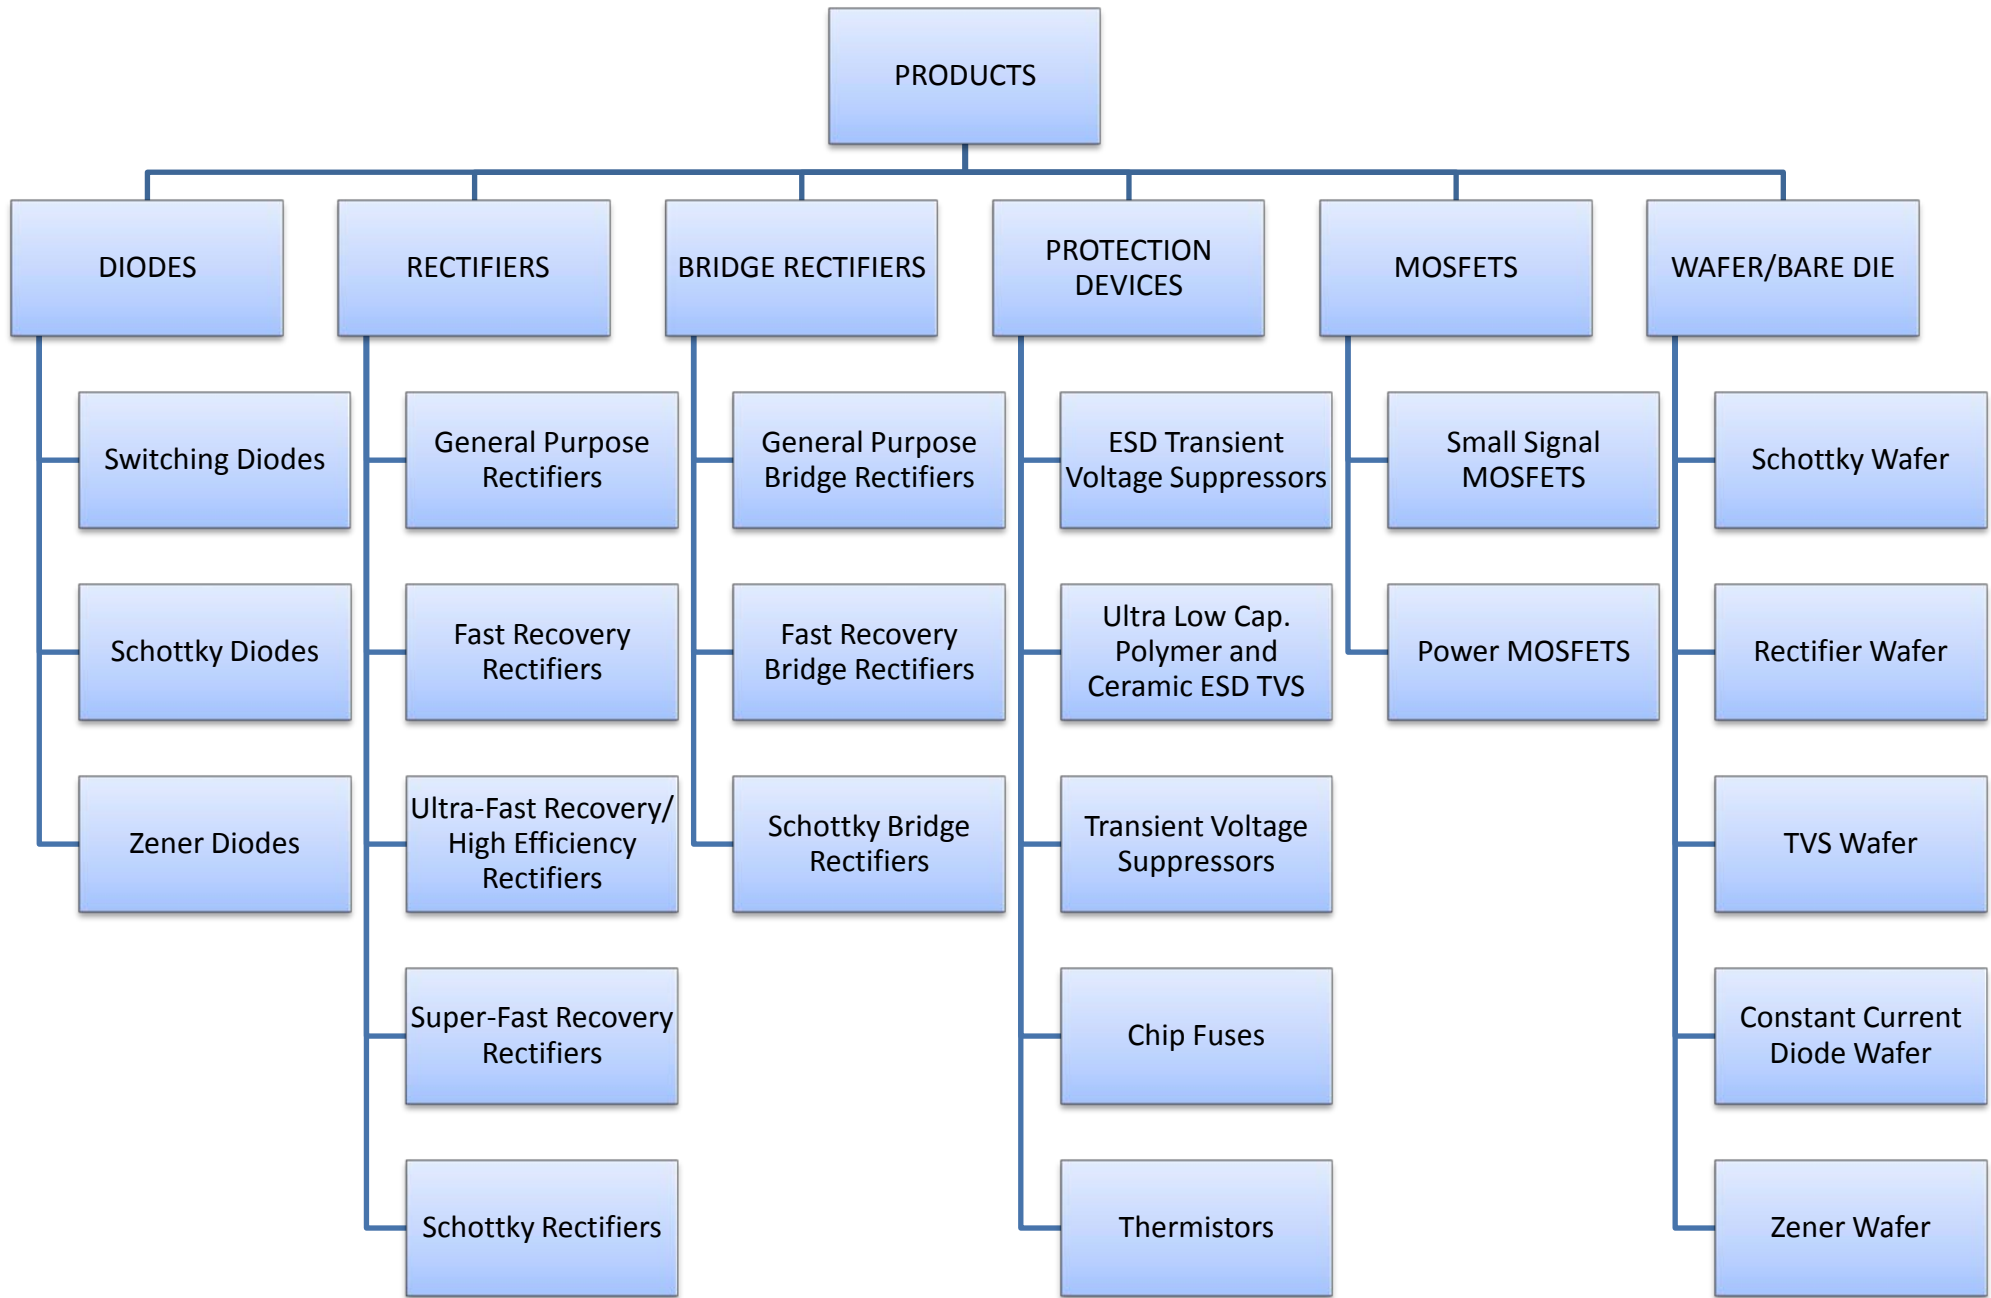 PRODUCTS
DIODES
Switching Diodes
Schottky Diodes
Zener Diodes
RECTIFIERS
General Purpose
Rectifiers
Fast Recovery
Rectifiers
Ultra-Fast Recovery/
High Efficiency
Rectifiers
Super-Fast Recovery
Rectifiers
Schottky Rectifiers
BRIDGE RECTIFIERS
General Purpose
Bridge Rectifiers
Fast Recovery
Bridge Rectifiers
Schottky Bridge
Rectifiers
PROTECTION
DEVICES
ESD Transient
Voltage Suppressors
Ultra Low Cap.
Polymer and
Ceramic ESD TVS
Transient Voltage
Suppressors
Chip Fuses
Thermistors
MOSFETS
Small Signal
MOSFETS
Power MOSFETS
WAFER/BARE DIE
Schottky Wafer
Rectifier Wafer
TVS Wafer
Constant Current
Diode Wafer
Zener Wafer